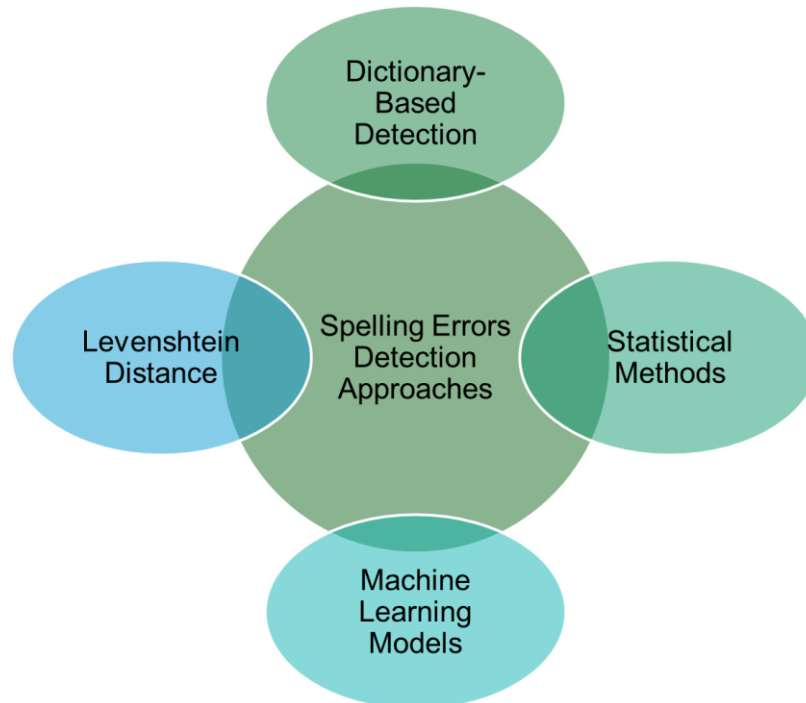 Dictionary-
Based
Detection
Levenshtein
Distance
Spelling Errors
Detection
Approaches
Statistical
Methods
Machine
Learning
Models